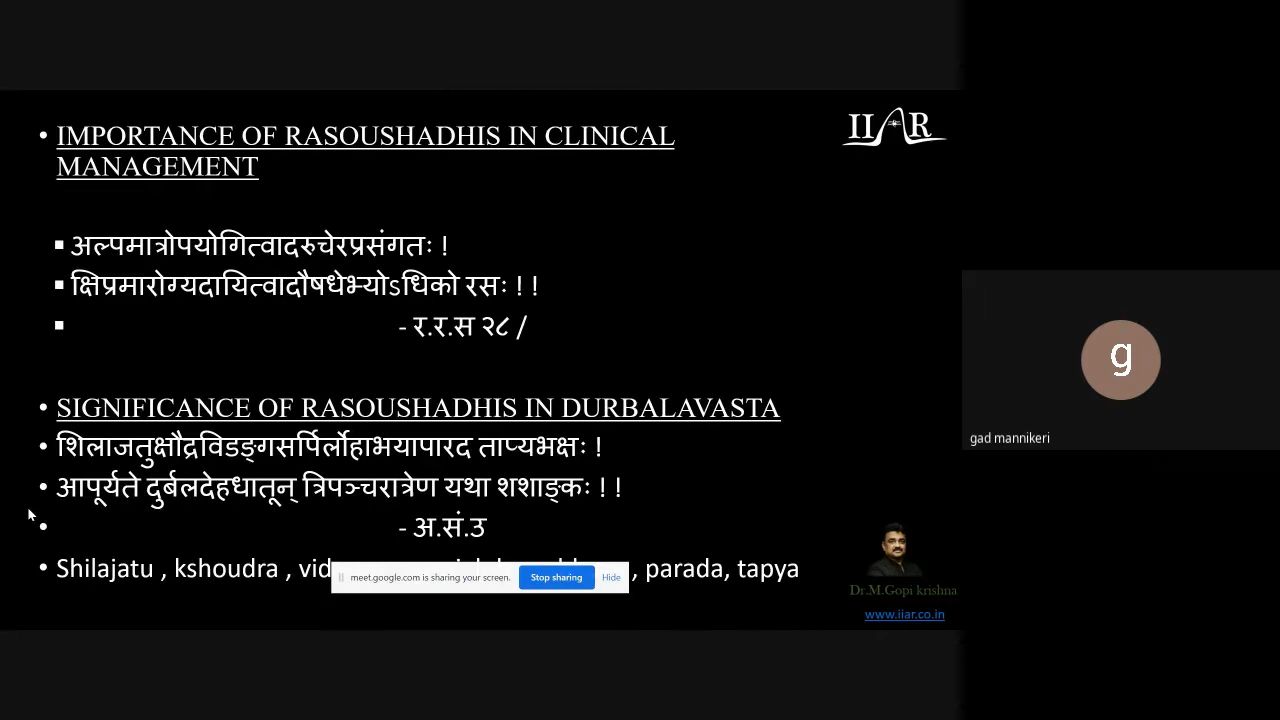 IIAR
• IMPORTANCE OF RASOUSHADHIS IN CLINICAL
MANAGEMENT
▪ अल्पमात्रोपयोगित्वादरुचेरप्रसंगतः !
▪ क्षिप्रमारोग्यदायित्वादौषधेभ्योऽधिको रसः ! !
▪ - र.र.स २८ /
• SIGNIFICANCE OF RASOUSHADHIS IN DURBALAVASTA
• शिलाजतुक्षौद्रविडङ्गसर्पिर्लोहाभयापारद ताप्यभक्षः !
• आपूर्यते दुर्बलदेहधातून् त्रिपञ्चरात्रेण यथा शशाङ्कः ! !
• - अ.सं.उ
• Shilajatu , kshoudra , , parada, tapya
meet.google.com is sharing your screen. Stop sharing Hide
Dr.M.Gopi krishna
www.iiar.co.in
g
gad mannikeri